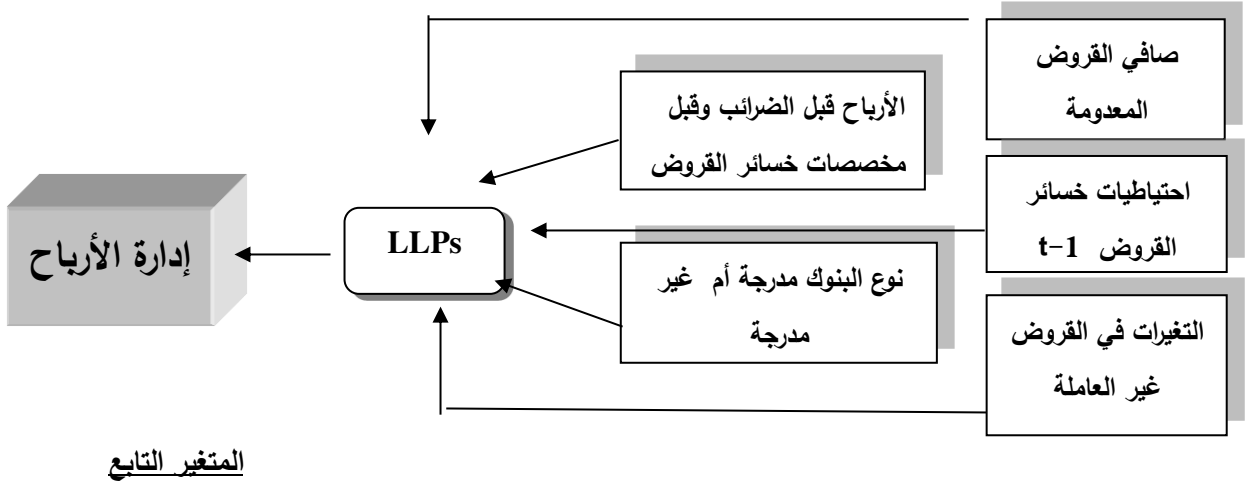 صافي القروض
المعدومة
الأرباح قبل الضرائب وقبل
مخصصات خسائر القروض
احتياطيات خسائر
القروض t-1
LLPs
إدارة الأرباح
نوع البنوك مدرجة أم غير
مدرجة
التغيرات في القروض
غير العاملة
المتغير التابع